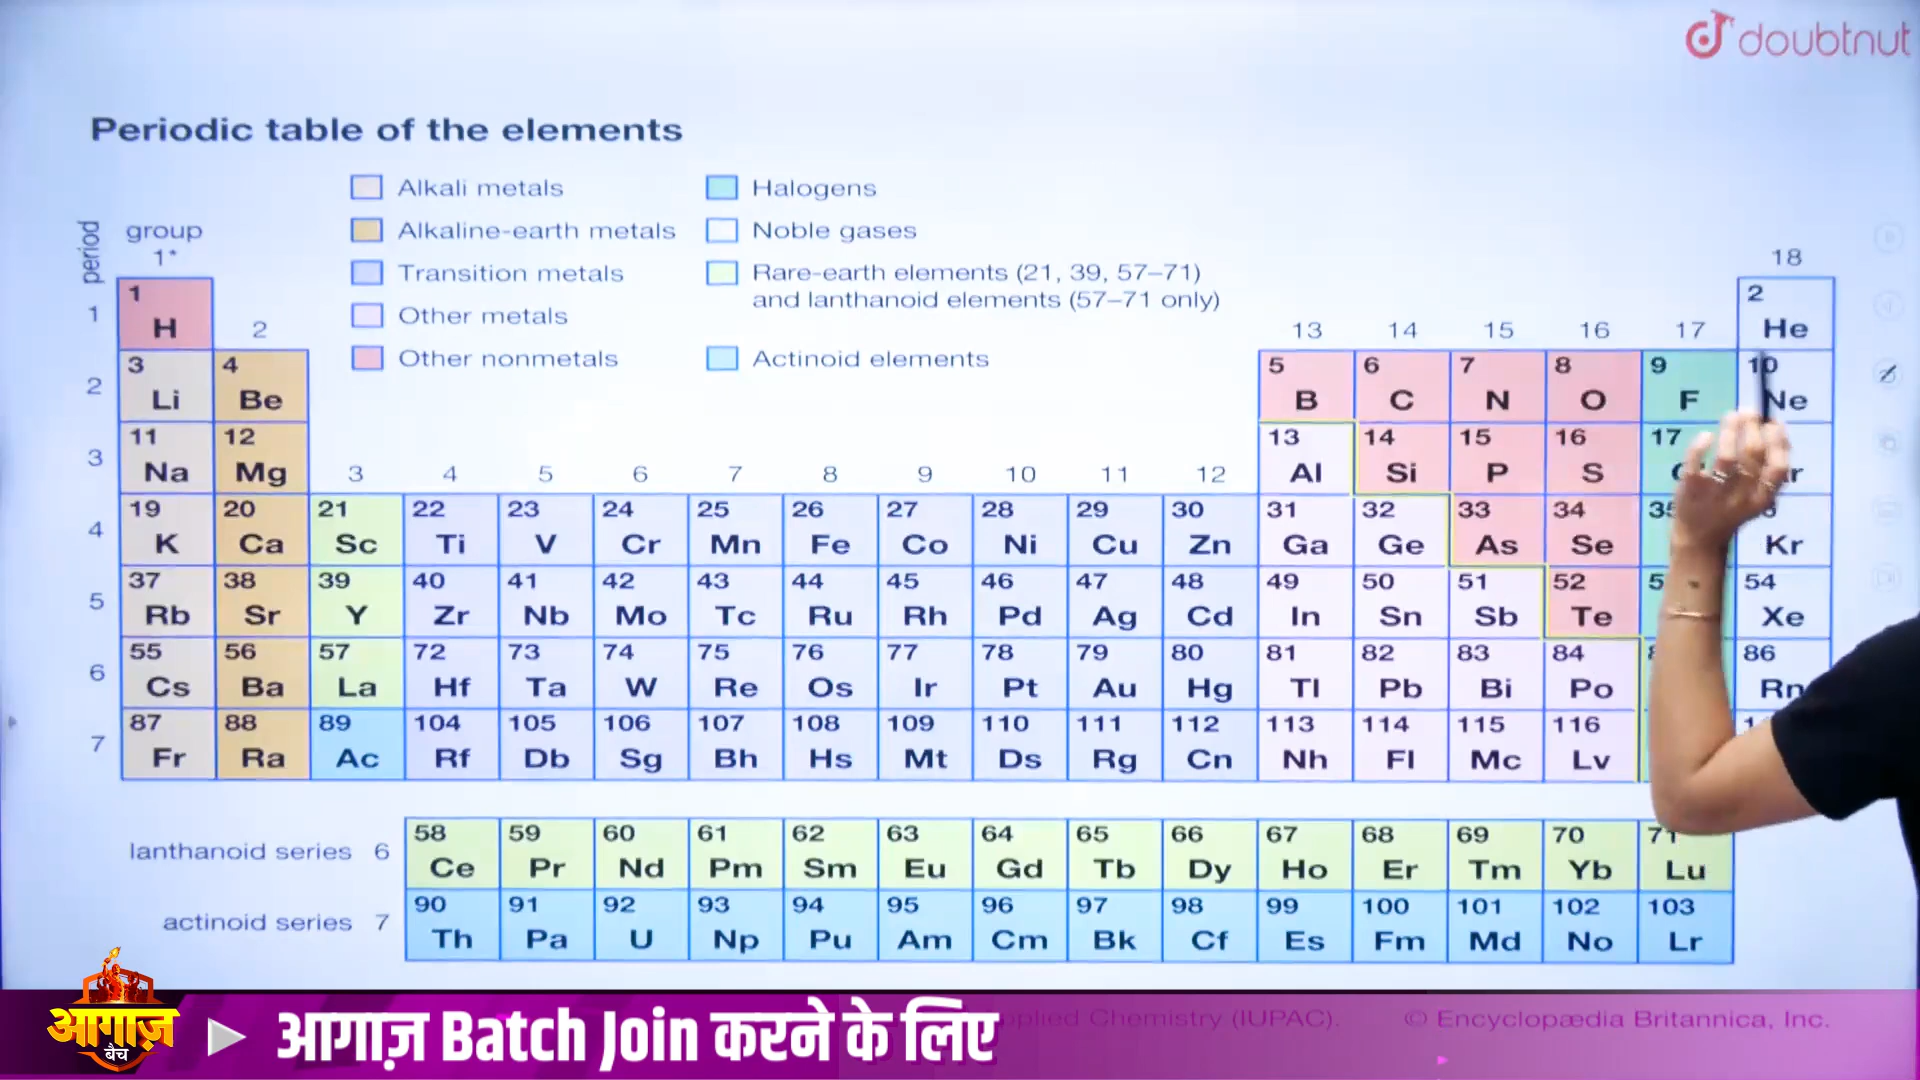 doubtnut
Periodic table of the elements
Alkali metals
Alkaline-earth metals
Transition metals
Other metals
Other nonmetals
Halogens
Noble gases
Rare-earth elements (21, 39, 57–71)
and lanthanoid elements (57–71 only)
Actinoid elements
period
group
1* 2 3 4 5 6 7 8 9 10 11 12 13 14 15 16 17 18
1 1 H 2 He
2 3 Li 4 Be 5 B 6 C 7 N 8 O 9 F 10 Ne
3 11 Na 12 Mg 13 Al 14 Si 15 P 16 S 17
4 19 K 20 Ca 21 Sc 22 Ti 23 V 24 Cr 25 Mn 26 Fe 27 Co 28 Ni 29 Cu 30 Zn 31 Ga 32 Ge 33 As 34 Se 35 Kr
5 37 Rb 38 Sr 39 Y 40 Zr 41 Nb 42 Mo 43 Tc 44 Ru 45 Rh 46 Pd 47 Ag 48 Cd 49 In 50 Sn 51 Sb 52 Te 54 Xe
6 55 Cs 56 Ba 57 La 72 Hf 73 Ta 74 W 75 Re 76 Os 77 Ir 78 Pt 79 Au 80 Hg 81 Tl 82 Pb 83 Bi 84 Po 86 Rn
7 87 Fr 88 Ra 89 Ac 104 Rf 105 Db 106 Sg 107 Bh 108 Hs 109 Mt 110 Ds 111 Rg 112 Cn 113 Nh 114 Fl 115 Mc 116 Lv
lanthanoid series 6 58 Ce 59 Pr 60 Nd 61 Pm 62 Sm 63 Eu 64 Gd 65 Tb 66 Dy 67 Ho 68 Er 69 Tm 70 Yb 71 Lu
actinoid series 7 90 Th 91 Pa 92 U 93 Np 94 Pu 95 Am 96 Cm 97 Bk 98 Cf 99 Es 100 Fm 101 Md 102 No 103 Lr
Chemistry (IUPAC). © Encyclopædia Britannica, Inc.
आगाज़
बैच
आगाज़ Batch Join करने के लिए